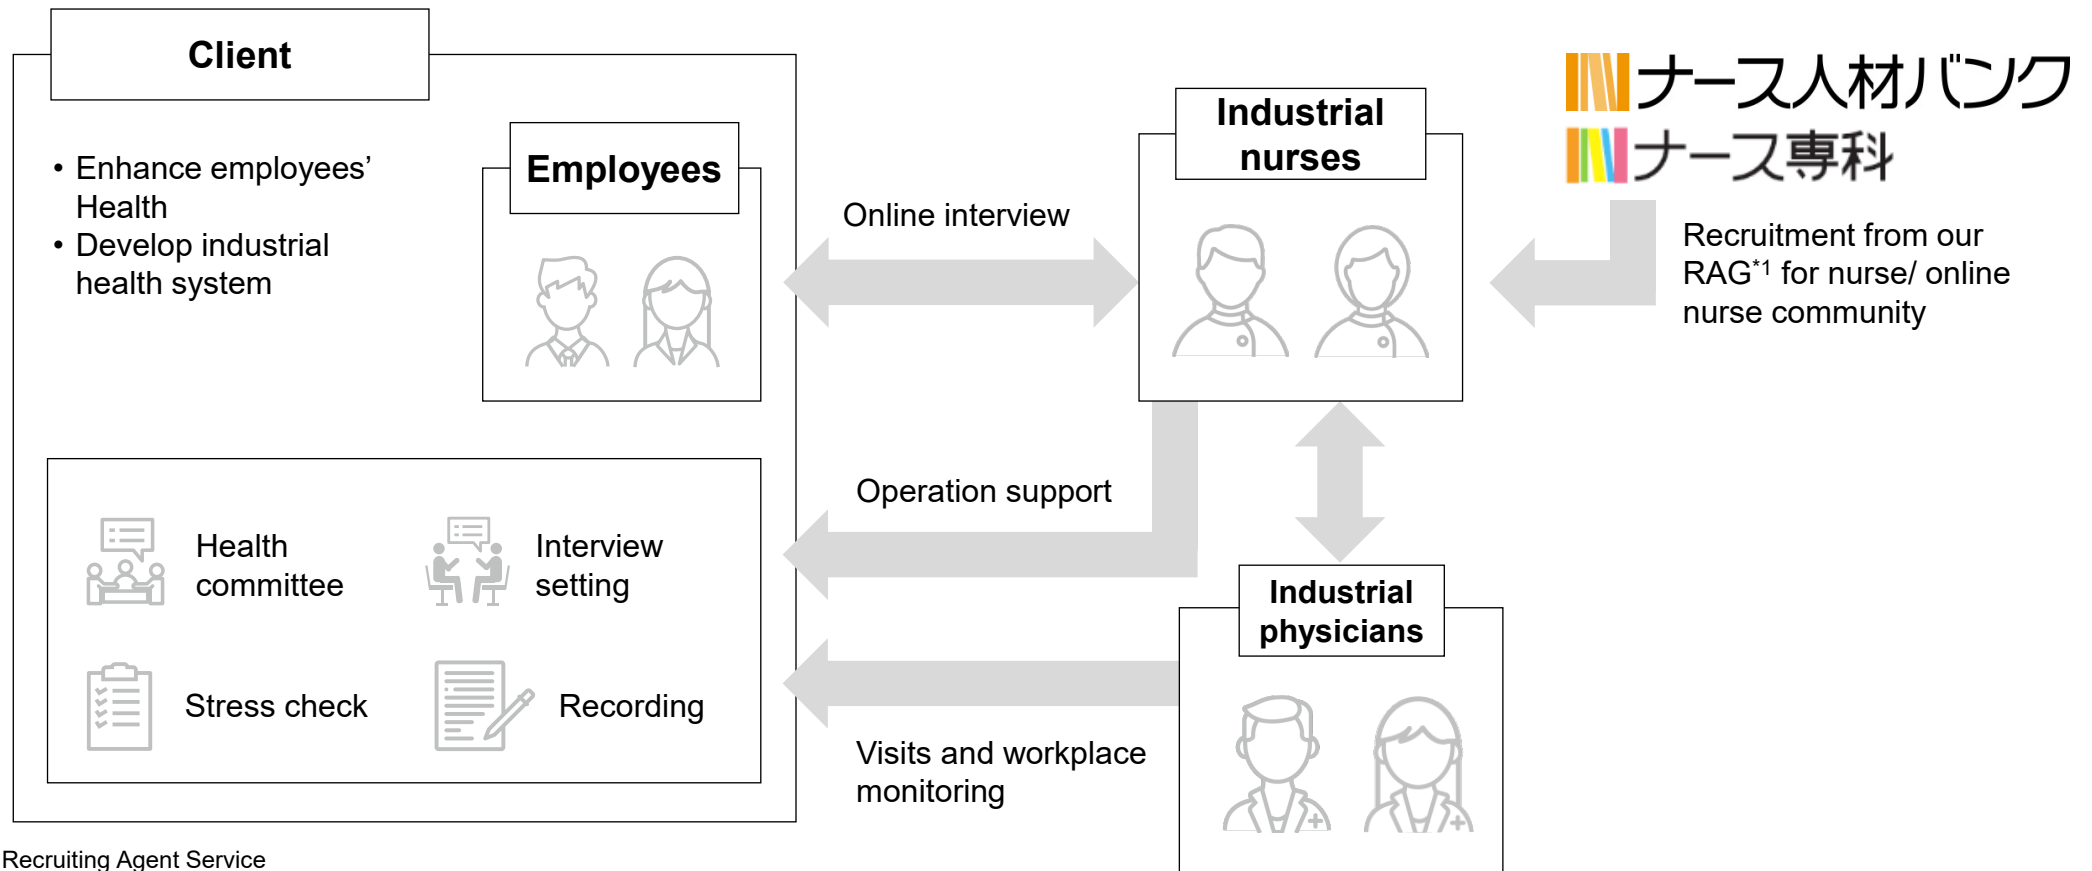 Client
• Enhance employees’
Health
• Develop industrial
health system
Employees
Health
committee
Interview
setting
Stress check
Recording
Online interview
Operation support
Visits and workplace
monitoring
Industrial
nurses
Industrial
physicians
ナース人材バンク
ナース専科
Recruitment from our
RAG*1 for nurse/ online
nurse community
Recruiting Agent Service